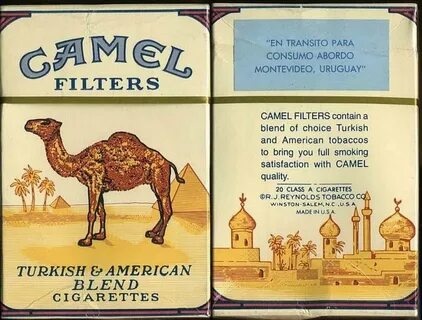 CAMEL
FILTERS
TURKISH & AMERICAN
BLEND
CIGARETTES
"EN TRANSITO PARA
CONSUMO ABORDO
MONTEVIDEO, URUGUAY"
CAMEL FILTERS contain a
blend of choice Turkish
and American tobaccos
to bring you full smoking
satisfaction with CAMEL
quality.
20 CLASS A CIGARETTES
©R. J. REYNOLDS TOBACCO CO.
WINSTON-SALEM, N.C., U.S.A.
MADE IN U.S.A.